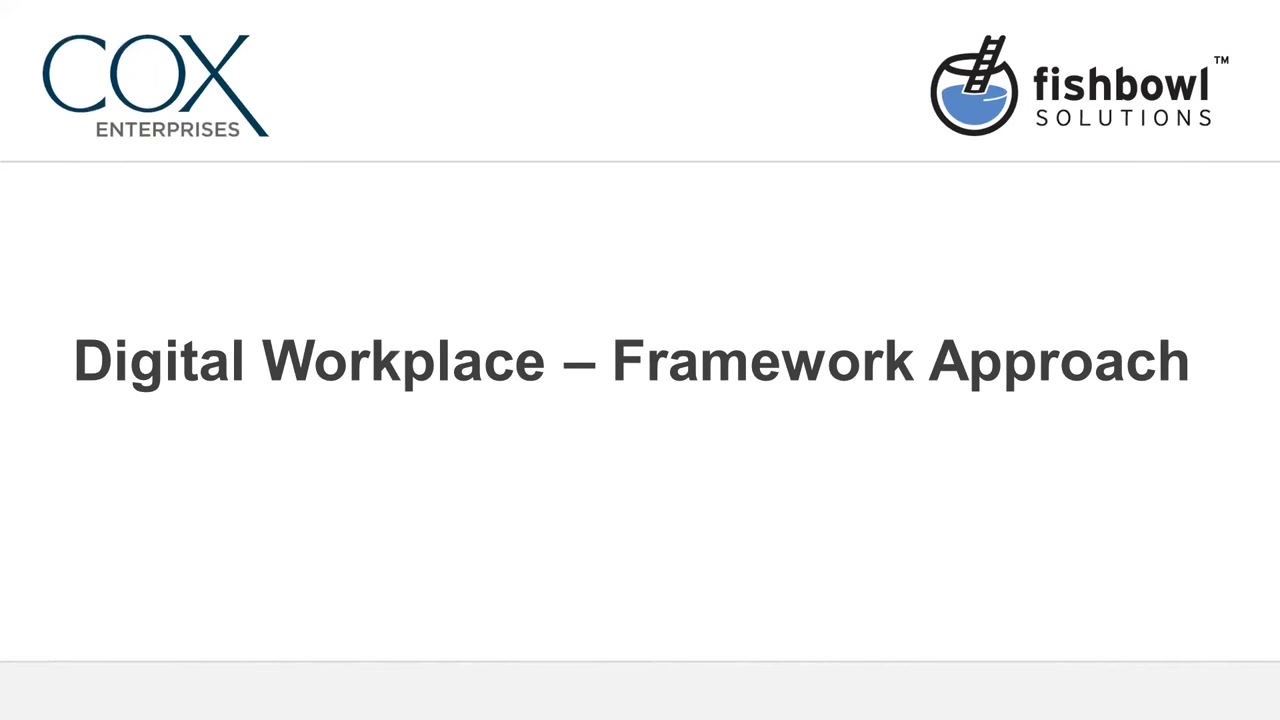 COX
ENTERPRISES
fishbowl™
SOLUTIONS
Digital Workplace – Framework Approach